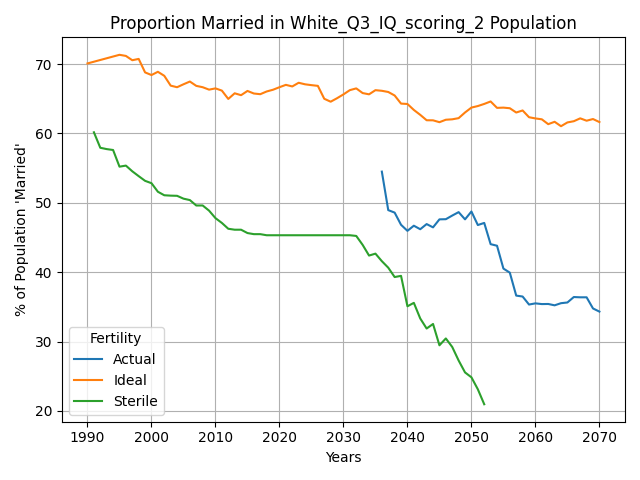 Proportion Married in White_Q3_IQ_scoring_2 Population
% of Population 'Married'
70
60
50
40
30
20
Fertility
Actual
Ideal
Sterile
1990 2000 2010 2020 2030 2040 2050 2060 2070
Years